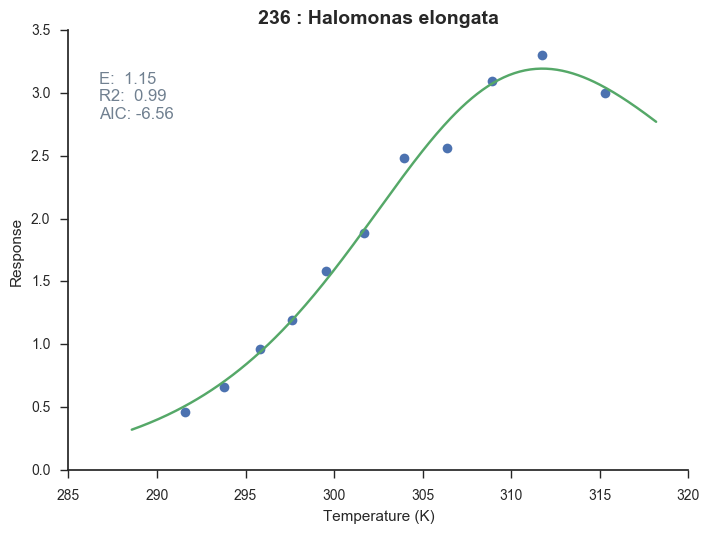 236 : Halomonas elongata
E: 1.15
R2: 0.99
AIC: -6.56
3.5
3.0
2.5
2.0
1.5
1.0
0.5
0.0
Response
285 290 295 300 305 310 315 320
Temperature (K)